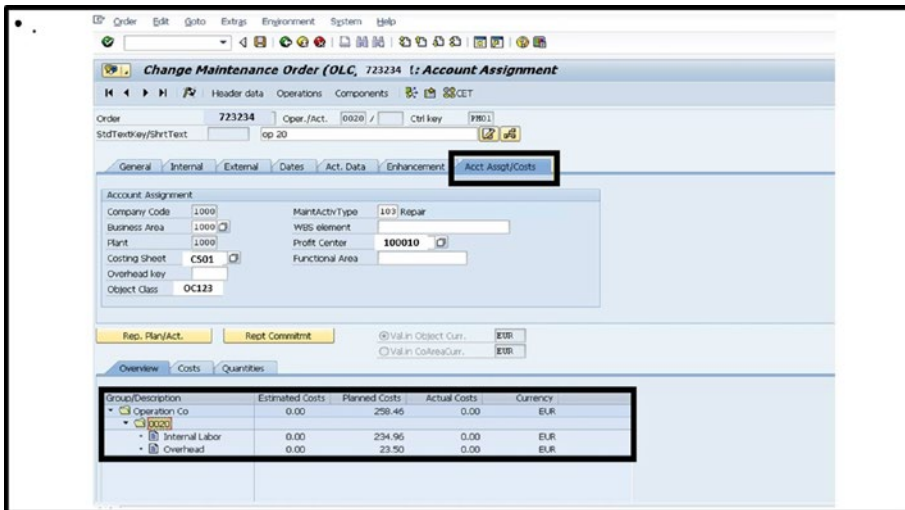 Order Edit Goto Extras Environment System Help
Change Maintenance Order (OLC, 723234 (: Account Assignment
Header data Operations Components CET
Order 723234 Oper./Act. 0020 / Ctrl key PM01
StdTextKey/ShrtText op 20
General Internal External Dates Act. Data Enhancement Acct Assgt/Costs
Account Assignment
Company Code 1000 MaintActivType 103 Repair
Business Area 1000 WBS element
Plant 1000 Profit Center 100010
Costing Sheet CS01 Functional Area
Overhead key
Object Class OC123
Rep. Plan/Act. Rept Commitmt Val.in Object Curr. EUR
Val.in CoAreaCurr. EUR
Overview Costs Quantities
Group/Description Estimated Costs Planned Costs Actual Costs Currency
Operation Co 0.00 258.46 0.00 EUR
0020
Internal Labor 0.00 234.96 0.00 EUR
Overhead 0.00 23.50 0.00 EUR